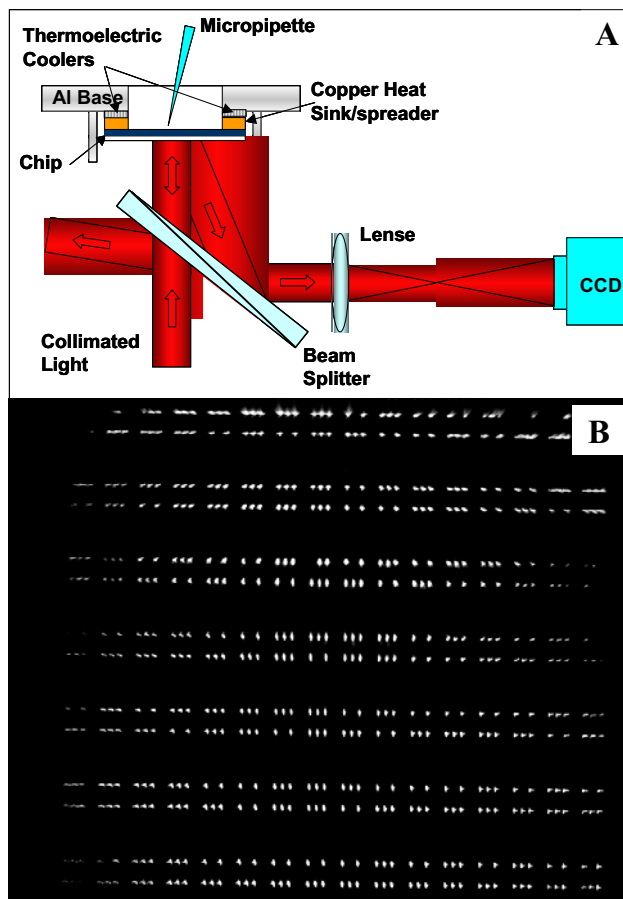 A
Micropipette
Thermoelectric
Coolers
Al Base
Copper Heat
Sink/spreader
Chip
Lense
CCD
Collimated
Light
Beam
Splitter
B